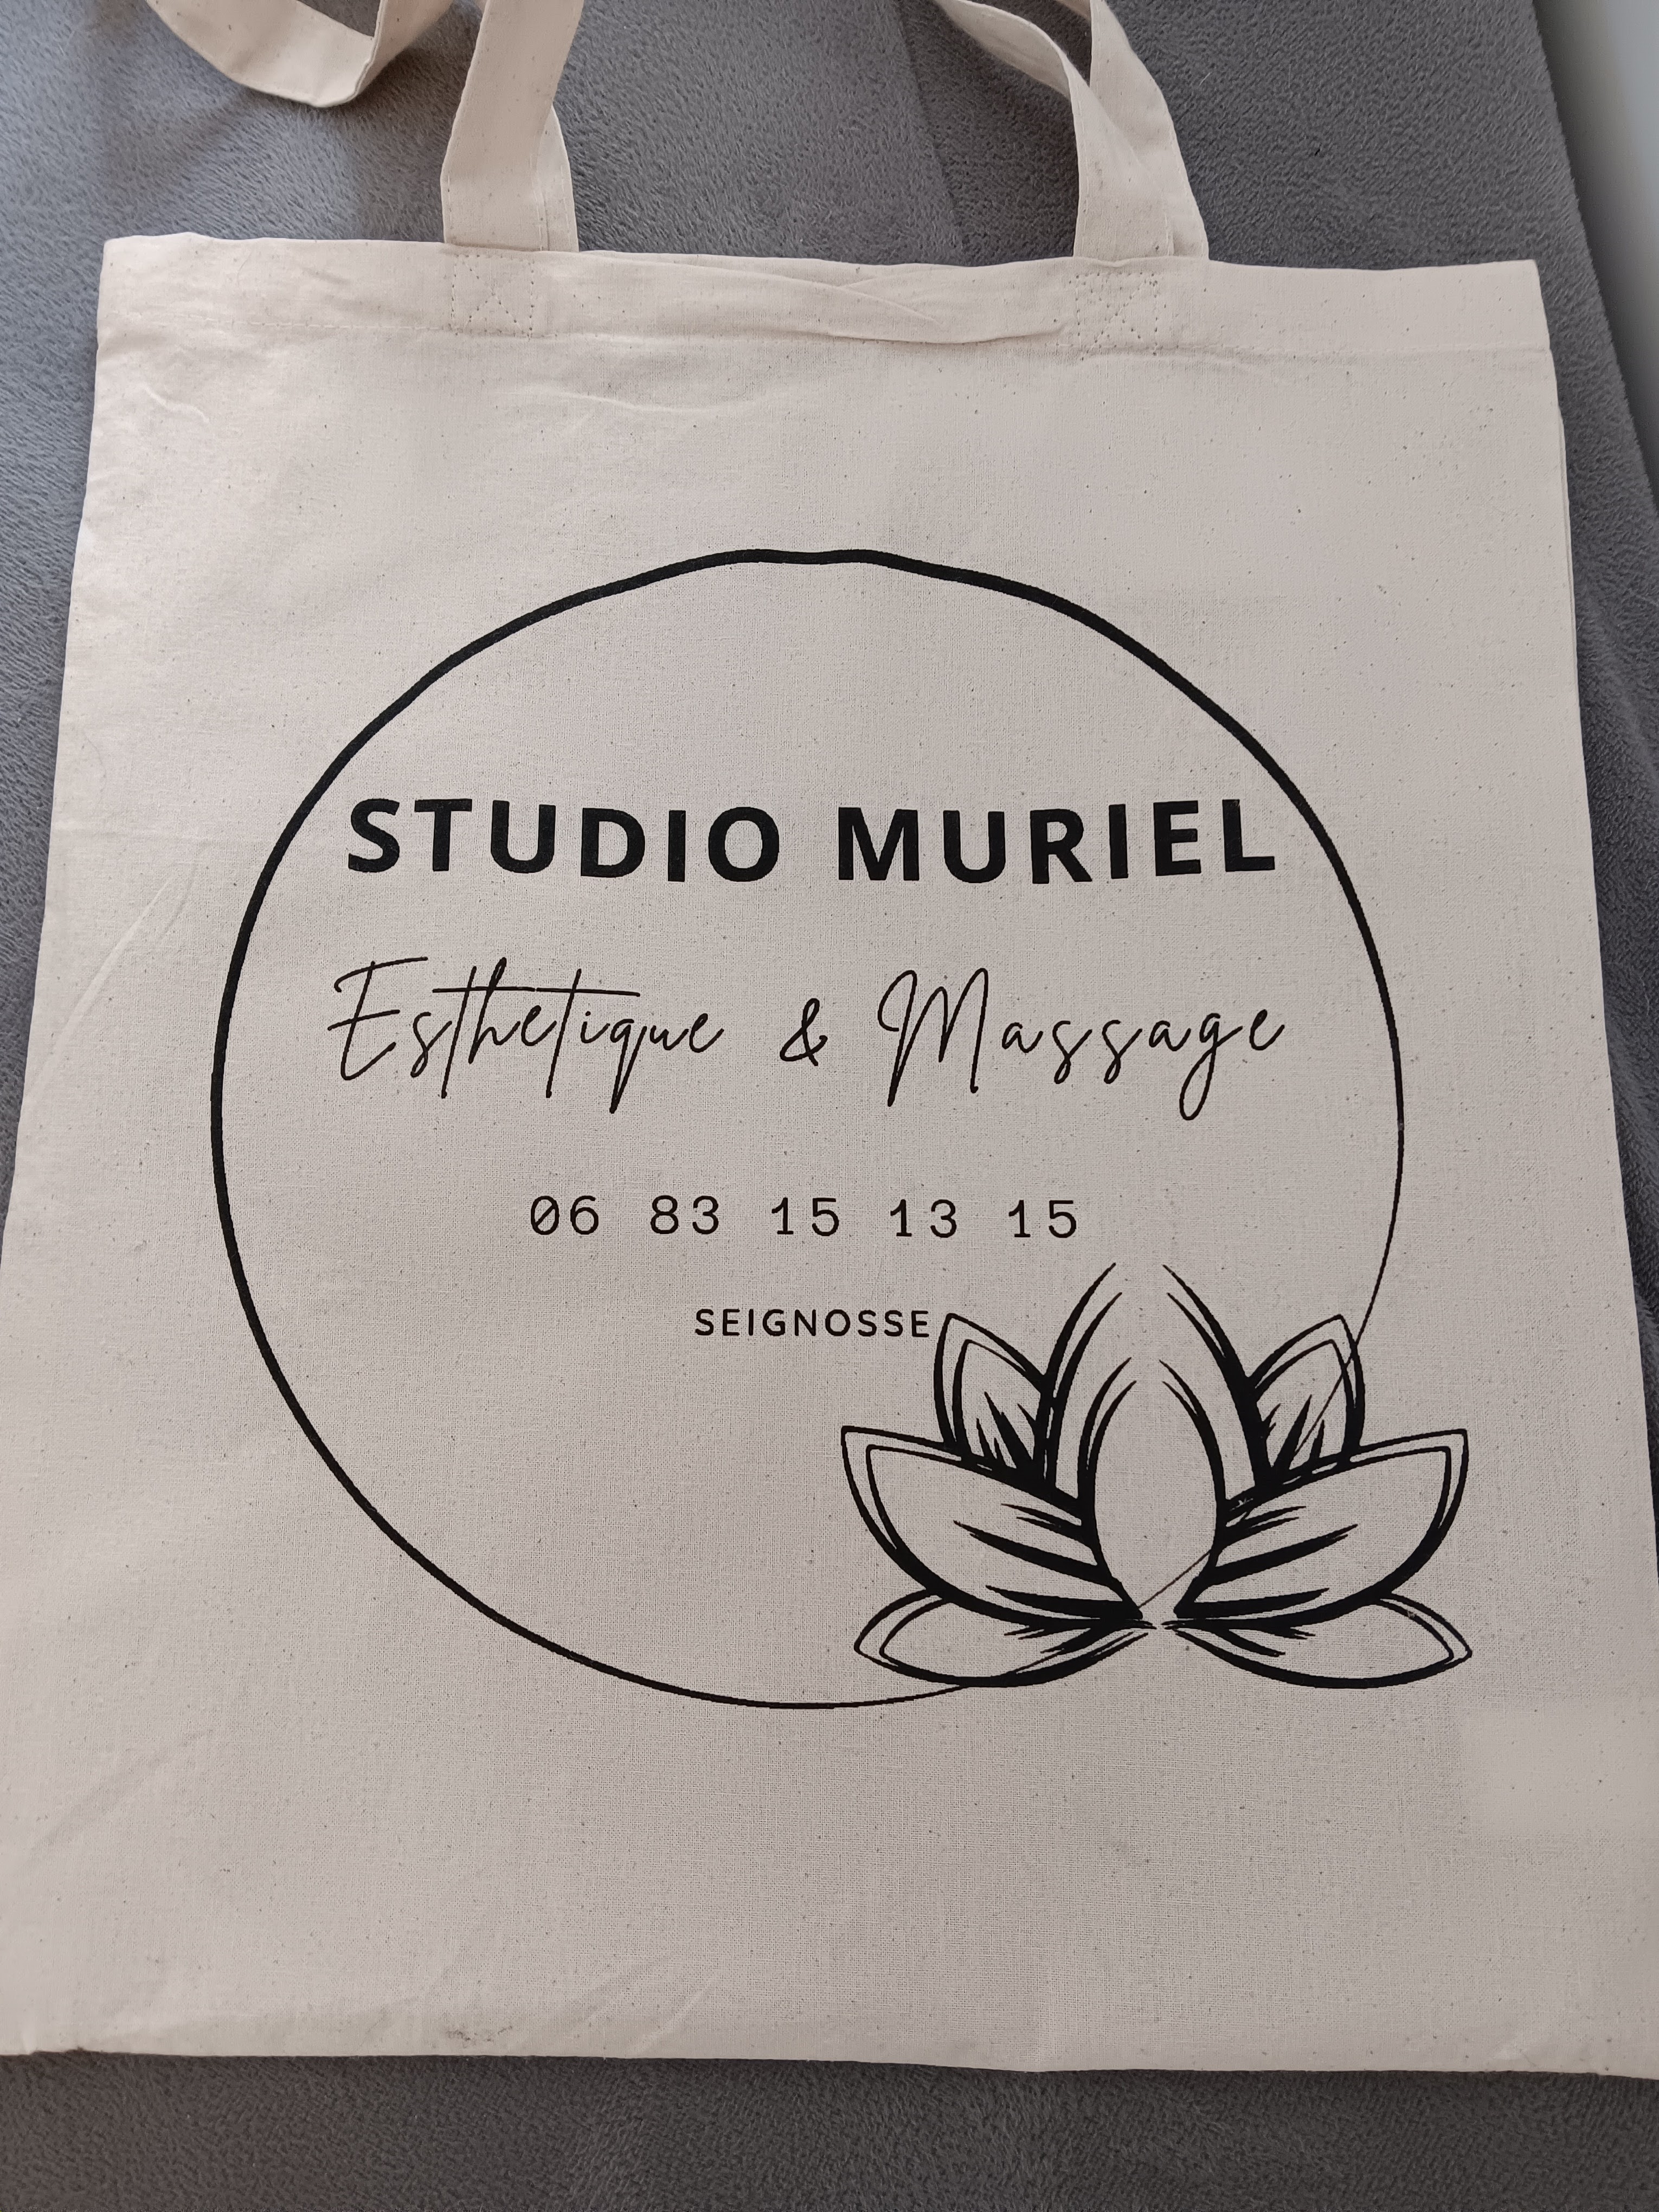 STUDIO MURIEL
Esthetique & Massage
06 83 15 13 15
SEIGNOSSE